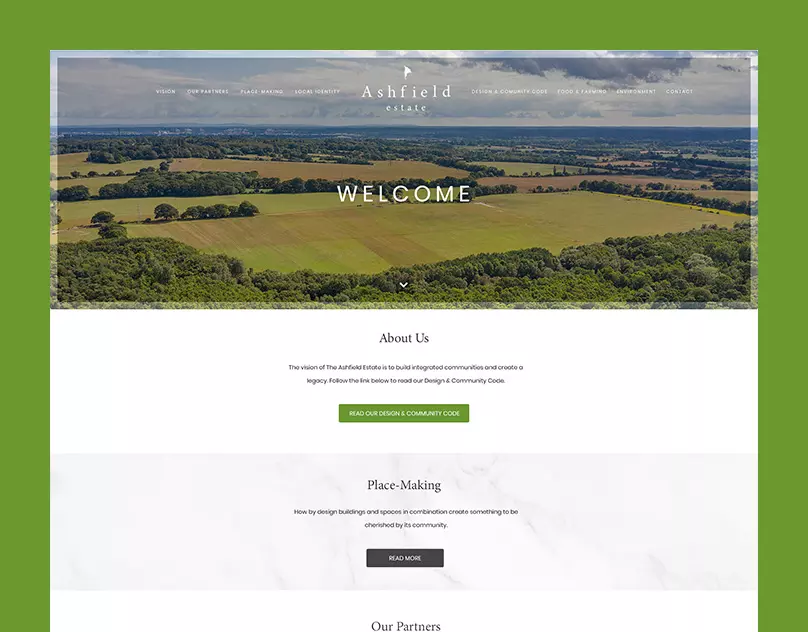 VISION OUR PARTNERS PLACE-MAKING LOCAL IDENTITY Ashfield DESIGN & COMUNITY CODE FOOD & FARMING ENVIRONMENT CONTACT
estate
WELCOME
About Us
The vision of The Ashfield Estate is to build integrated communities and create a
legacy. Follow the link below to read our Design & Community Code.
READ OUR DESIGN & COMMUNITY CODE
Place-Making
How by design buildings and spaces in combination create something to be
cherished by its community.
READ MORE
Our Partners